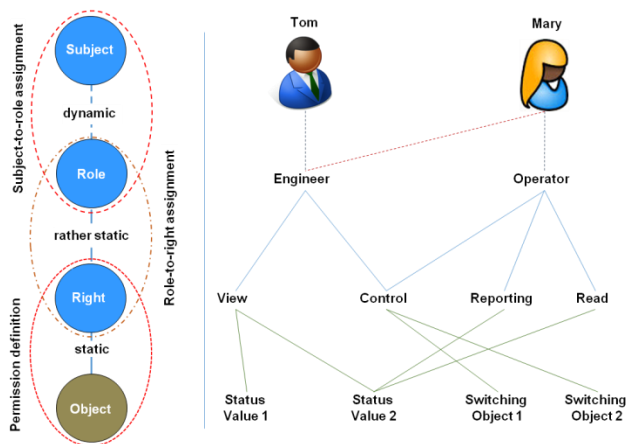 Subject-to-role assignment
Subject
dynamic
Role
rather static
Role-to-right assignment
Right
static
Permission definition
Object
Tom
Mary
Engineer
Operator
View
Control
Reporting
Read
Status
Value 1
Status
Value 2
Switching
Object 1
Switching
Object 2